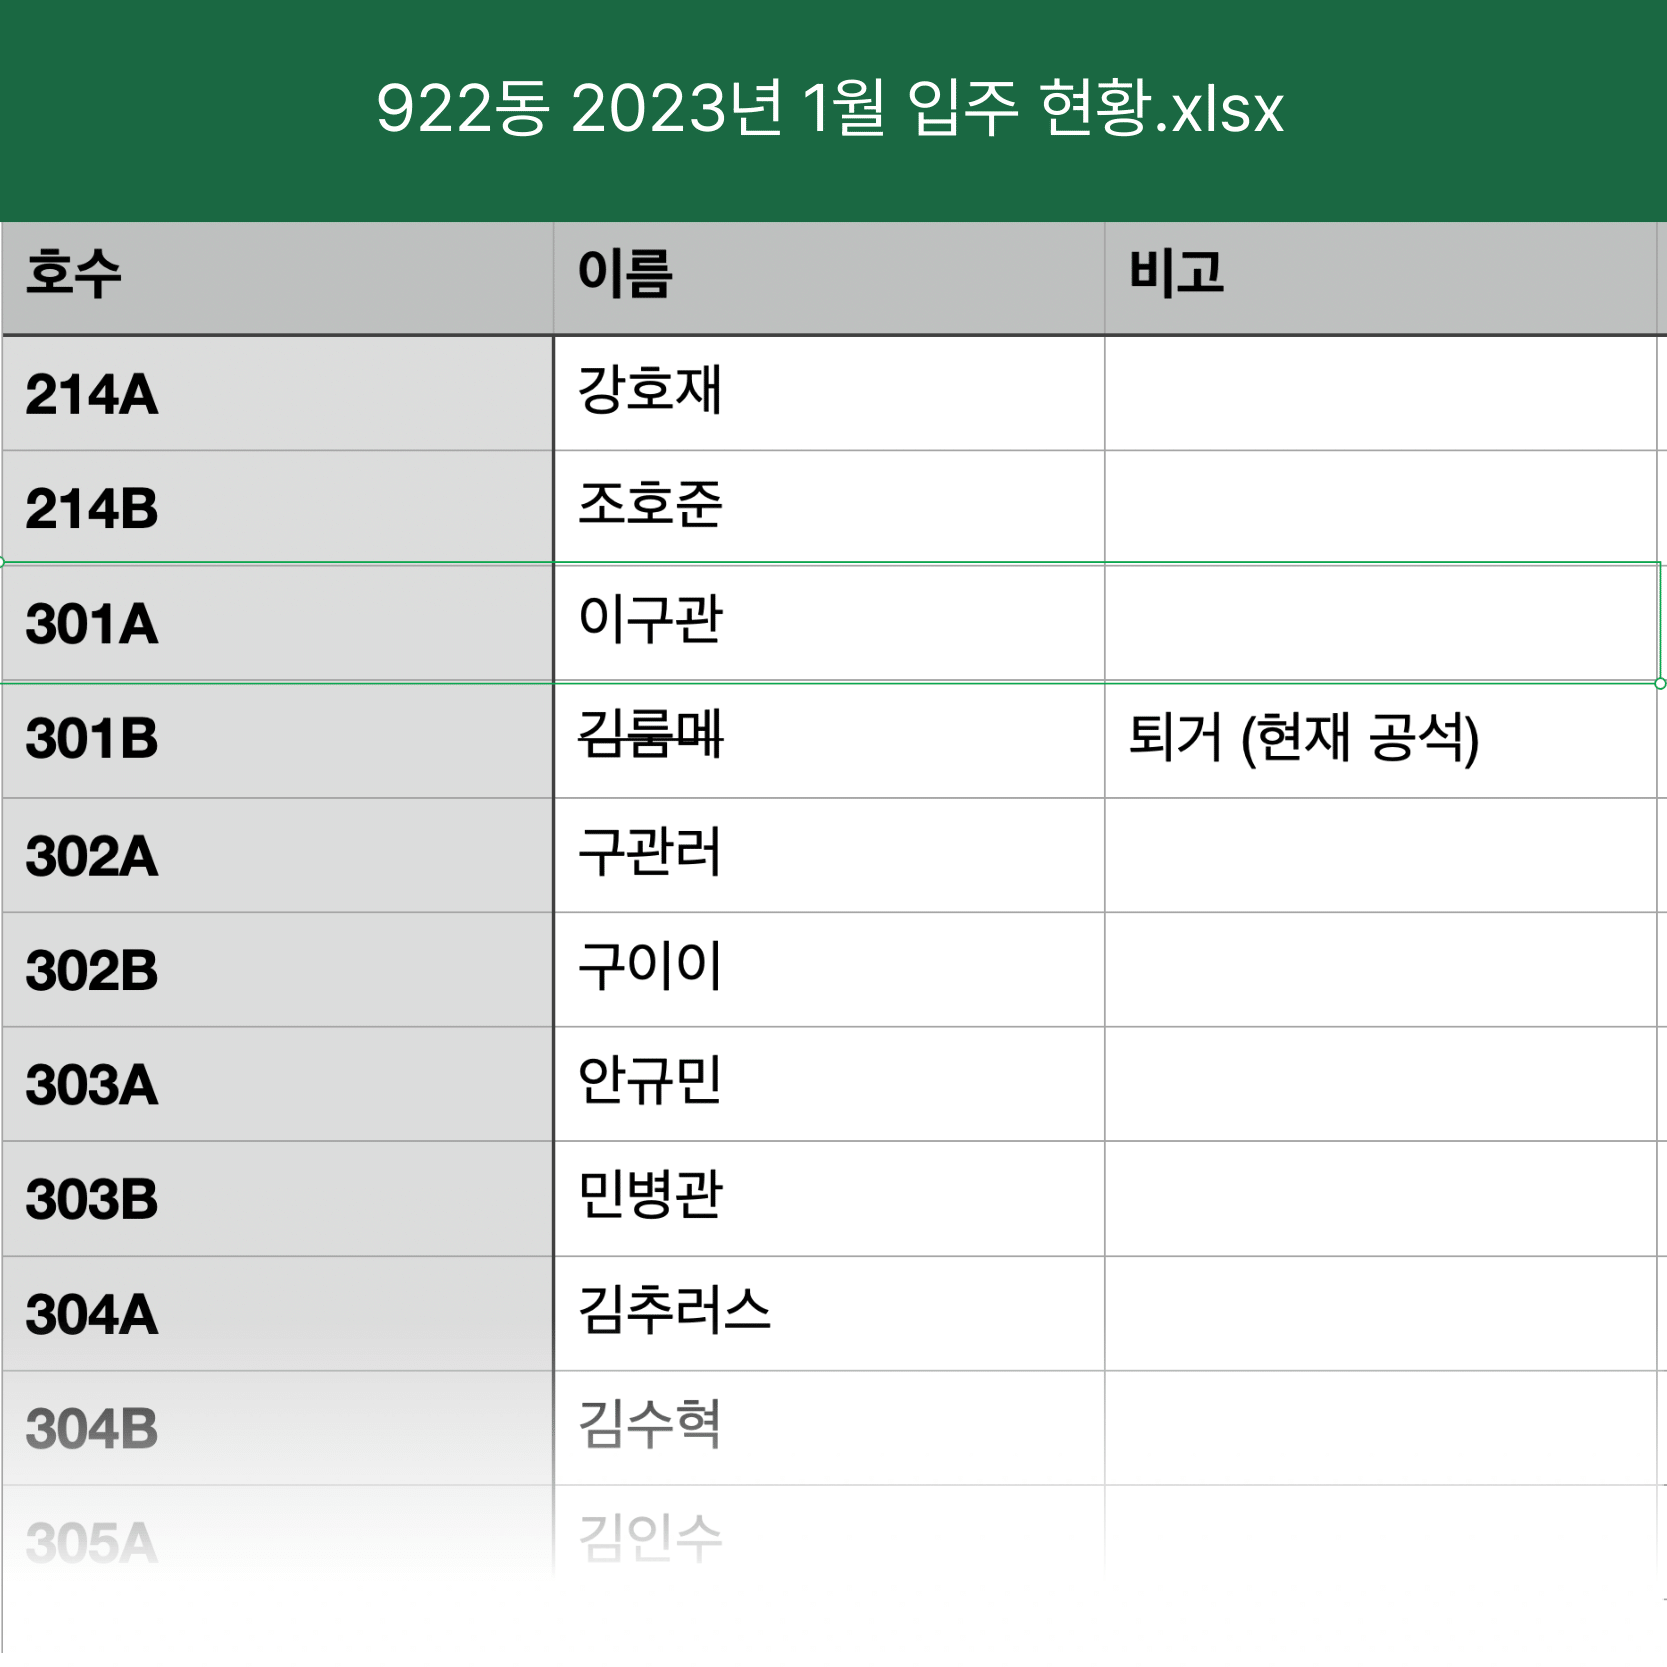 922동 2023년 1월 입주 현황.xlsx
호수 이름 비고
214A 강호재
214B 조호준
301A 이구관
301B 김룸메 퇴거 (현재 공석)
302A 구관러
302B 구이이
303A 안규민
303B 민병관
304A 김추러스
304B 김수혁
305A 김인수